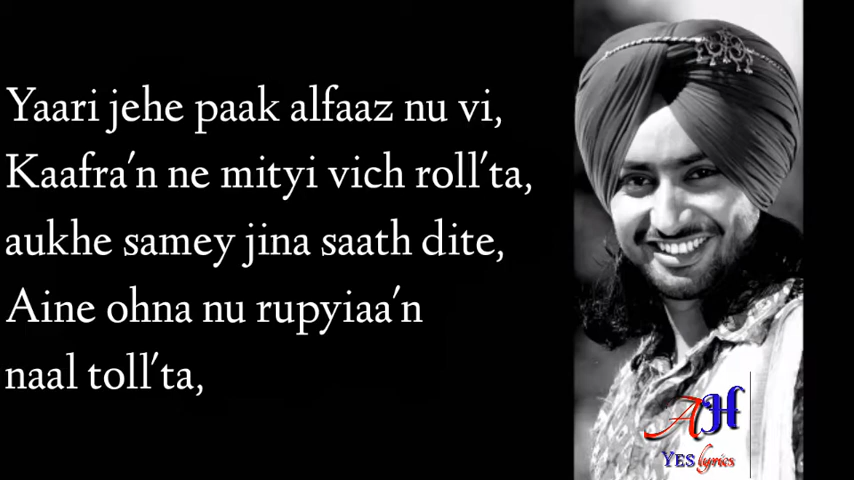 Yaari jehe paak alfaaz nu vi,
Kaafra'n ne mityi vich roll'ta,
aukhe samey jina saath dite,
Aine ohna nu rupyiaa'n
naal toll'ta,
AH
YES lyrics